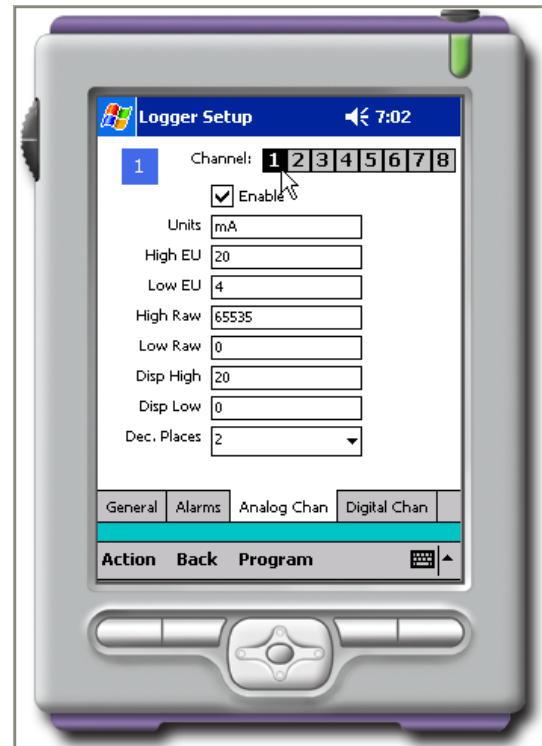 Logger Setup 7:02
1 Channel: 1 2 3 4 5 6 7 8
Enable
Units mA
High EU 20
Low EU 4
High Raw 65535
Low Raw 0
Disp High 20
Disp Low 0
Dec. Places 2
General Alarms Analog Chan Digital Chan
Action Back Program